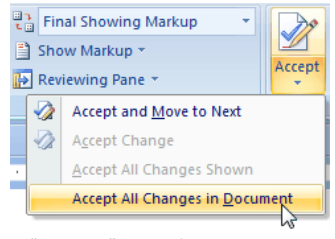 Final Showing Markup
Show Markup
Reviewing Pane
Accept
Accept and Move to Next
Accept Change
Accept All Changes Shown
Accept All Changes in Document